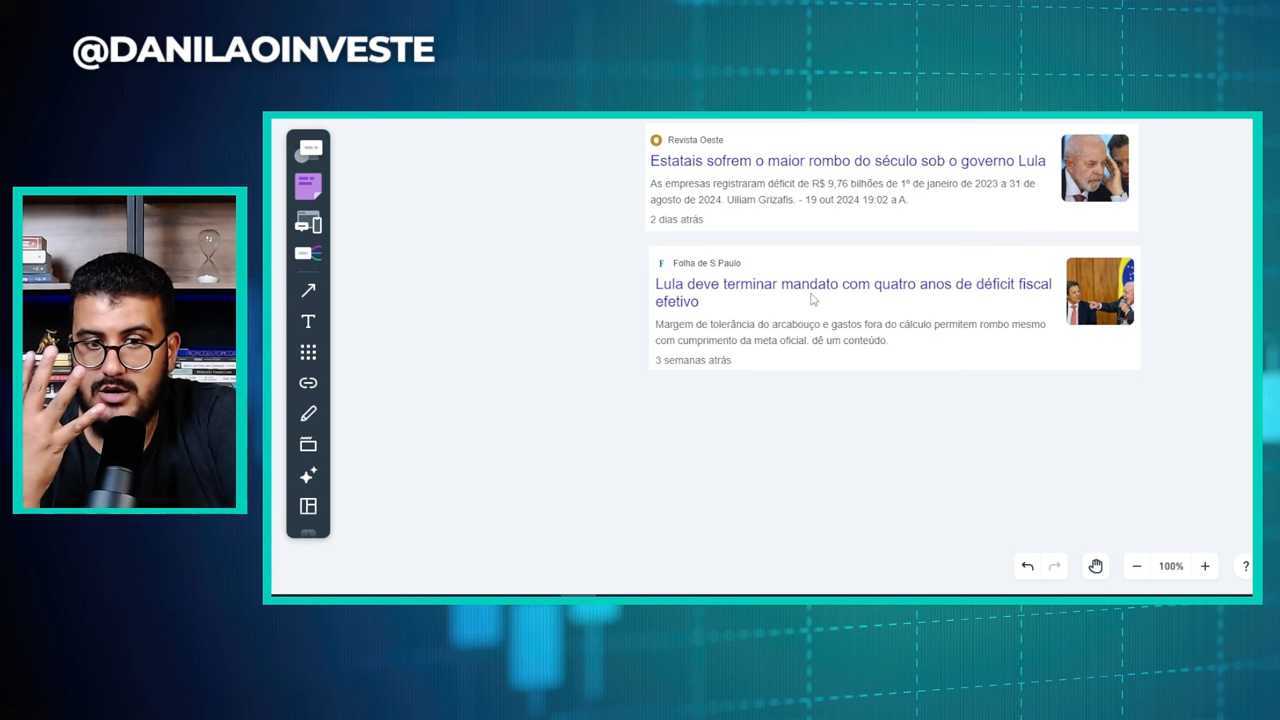 @DANILAOINVESTE
Revista Oeste
Estatais sofrem o maior rombo do século sob o governo Lula
As empresas registraram déficit de R$ 9,76 bilhões de 1º de janeiro de 2023 a 31 de
agosto de 2024. Uiliam Grizafis. - 19 out 2024 19:02 a A.
2 dias atrás
F Folha de S.Paulo
Lula deve terminar mandato com quatro anos de déficit fiscal
efetivo
Margem de tolerância do arcabouço e gastos fora do cálculo permitem rombo mesmo
com cumprimento da meta oficial. dê um conteúdo.
3 semanas atrás
T
100%
?